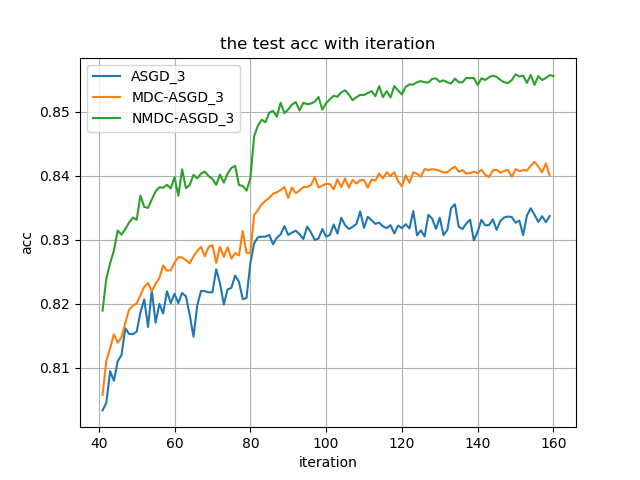 the test acc with iteration
ASGD_3
MDC-ASGD_3
NMDC-ASGD_3
acc
0.85
0.84
0.83
0.82
0.81
40 60 80 100 120 140 160
iteration